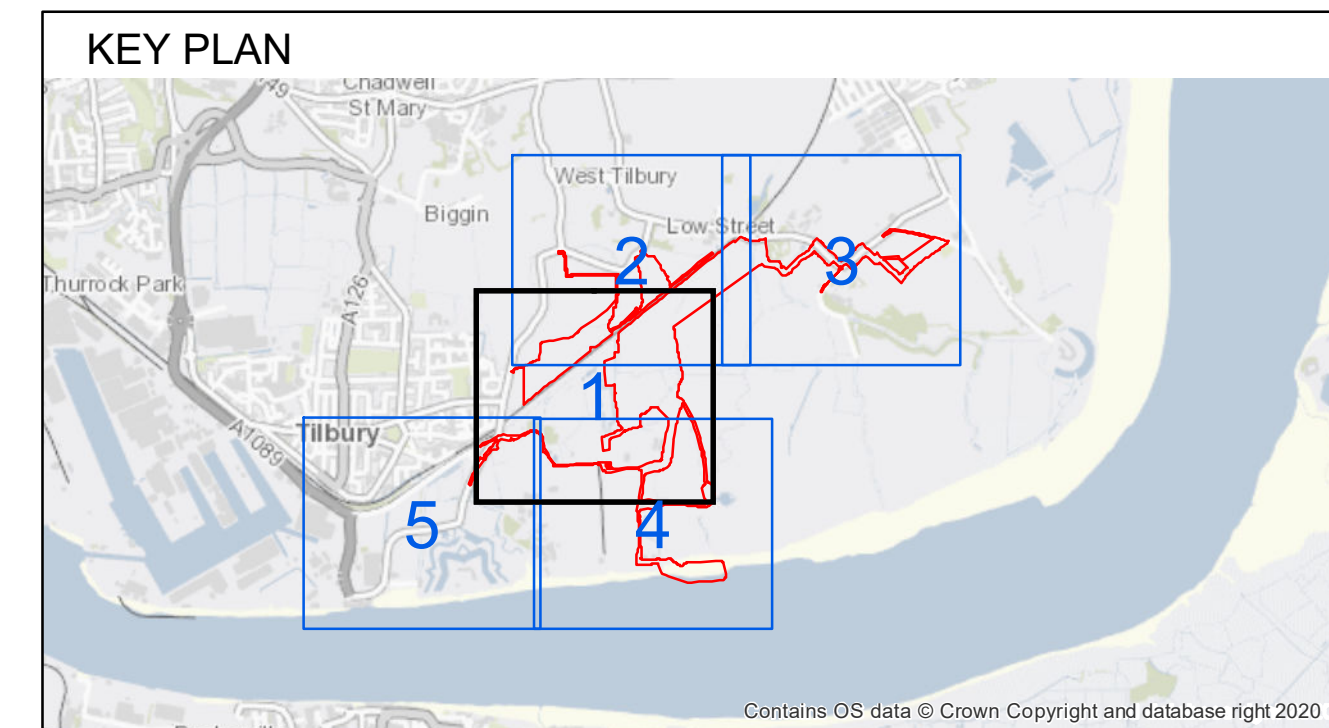 KEY PLAN
Chadwell
St Mary
49
West Tilbury
Biggin
Low Street
2
3
Thurrock Park
A126
1
Tilbury
A1089
5
4
Contains OS data © Crown Copyright and database right 2020